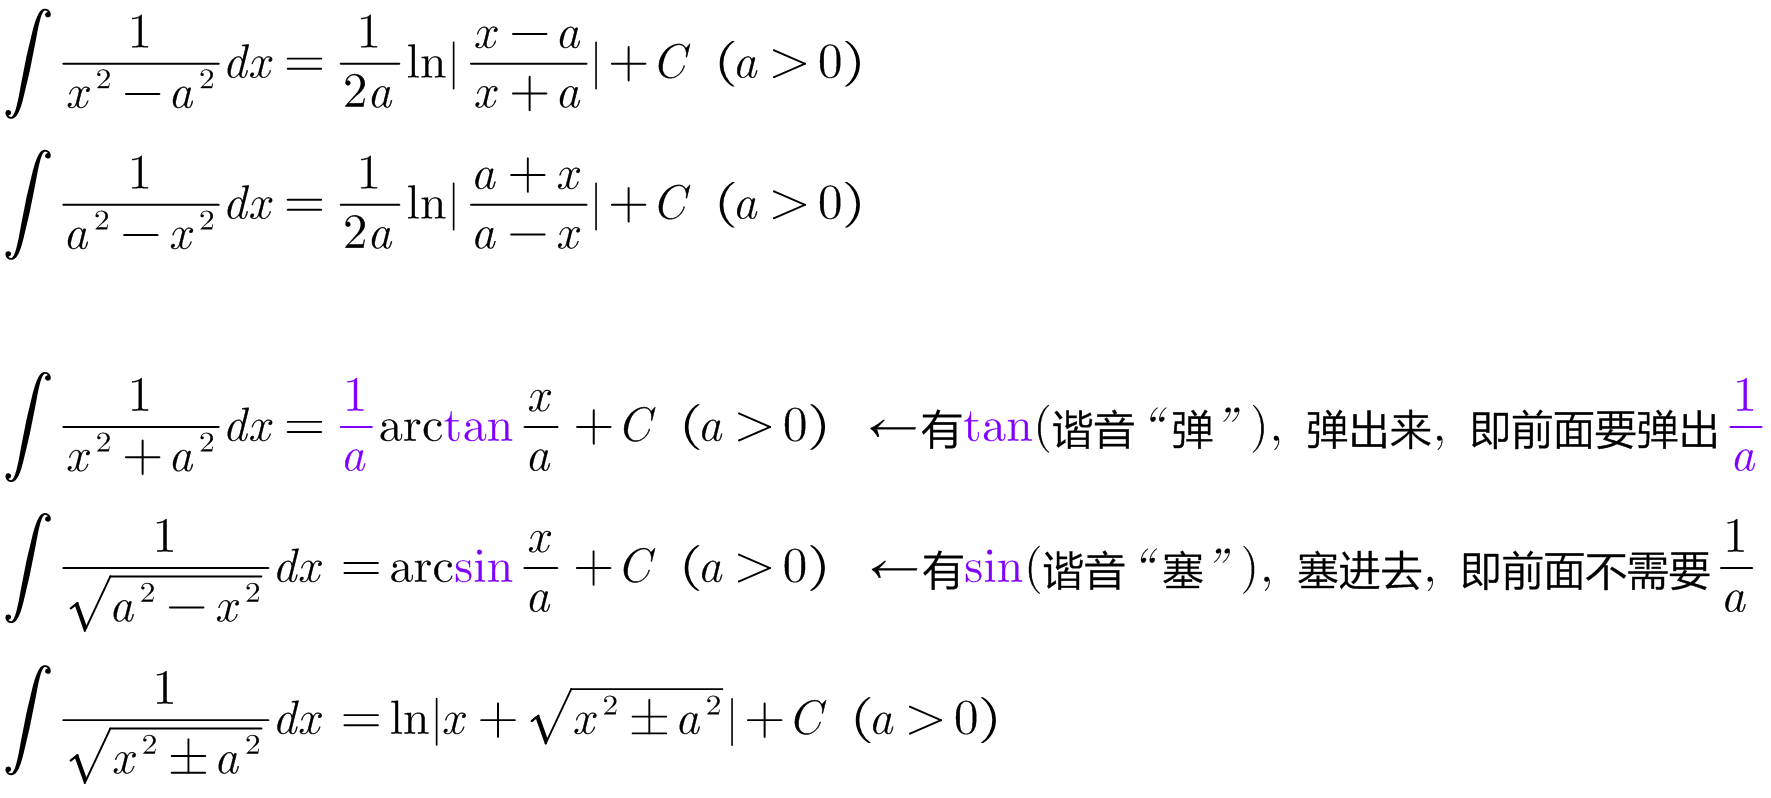 ∫ 1/(x² − a²) dx = 1/(2a) ln| (x − a)/(x + a) | + C (a > 0)
∫ 1/(a² − x²) dx = 1/(2a) ln| (a + x)/(a − x) | + C (a > 0)
∫ 1/(x² + a²) dx = 1/a arctan x/a + C (a > 0) ←有tan(谐音“弹”), 弹出来, 即前面要弹出 1/a
∫ 1/√(a² − x²) dx = arcsin x/a + C (a > 0) ←有sin(谐音“塞”), 塞进去, 即前面不需要 1/a
∫ 1/√(x² ± a²) dx = ln|x + √(x² ± a²)| + C (a > 0)